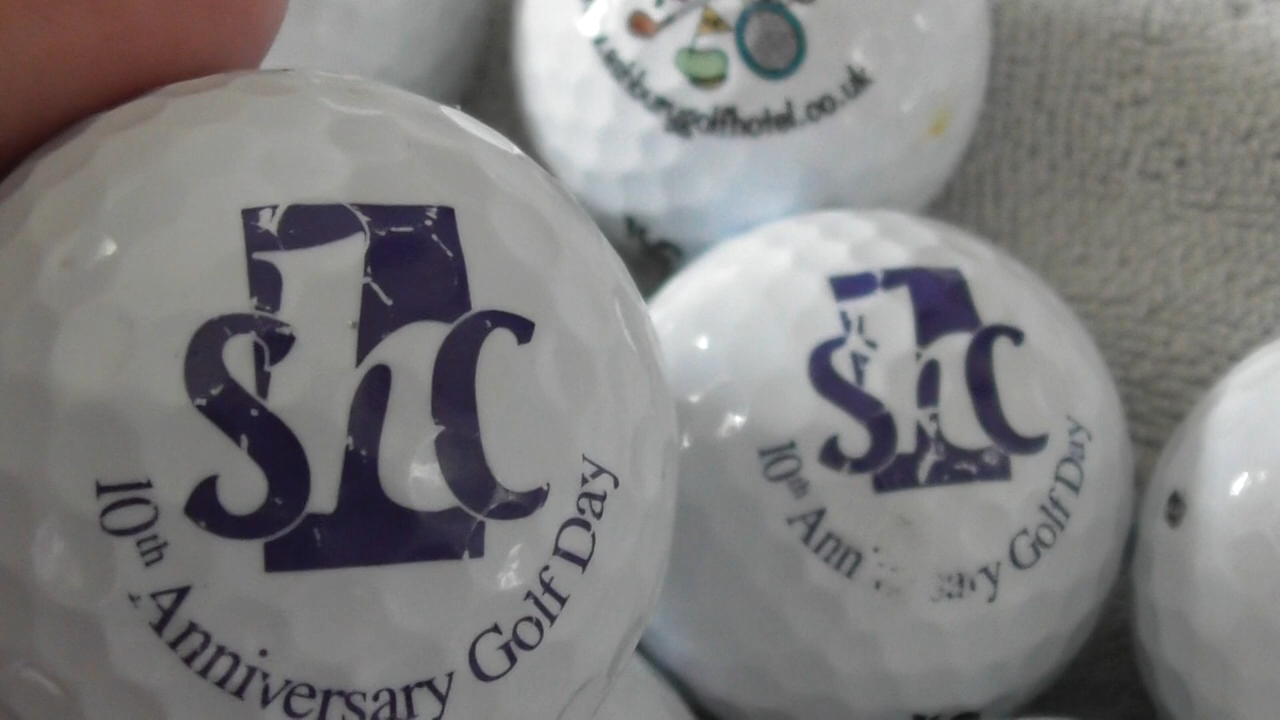 shc
10th Anniversary Golf Day
golfhotel.co.uk
shc
10th Ann ary Golf Day